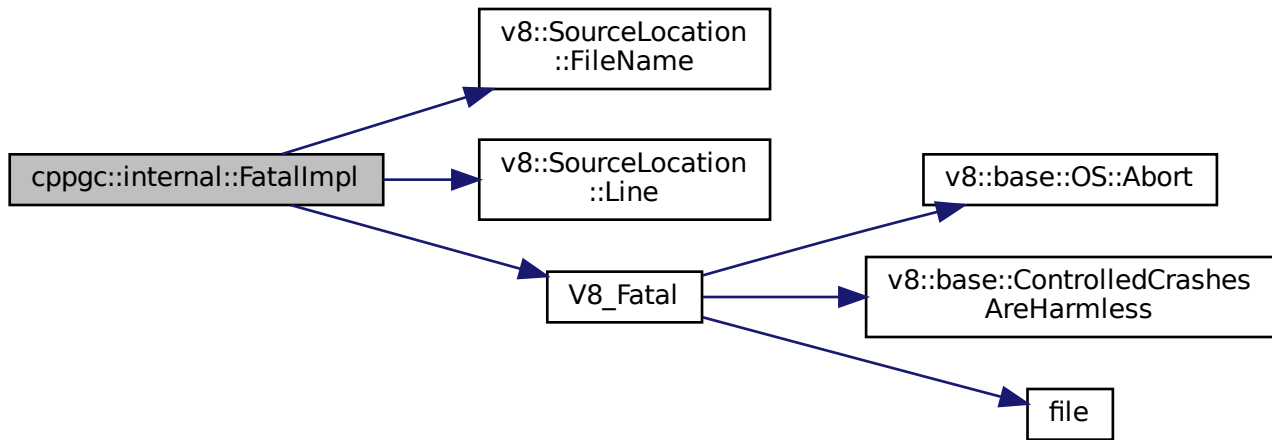 cppgc::internal::FatalImpl
v8::SourceLocation
::FileName
v8::SourceLocation
::Line
V8_Fatal
v8::base::OS::Abort
v8::base::ControlledCrashes
AreHarmless
file